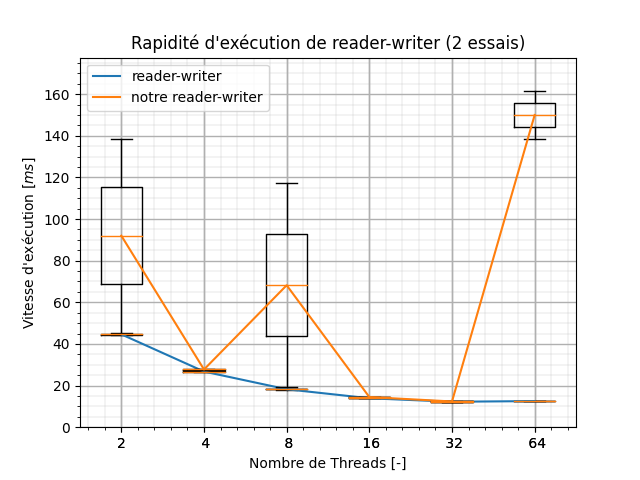 Rapidité d'exécution de reader-writer (2 essais)
reader-writer
notre reader-writer
Vitesse d'exécution [ms]
160
140
120
100
80
60
40
20
0
2 4 8 16 32 64
Nombre de Threads [-]